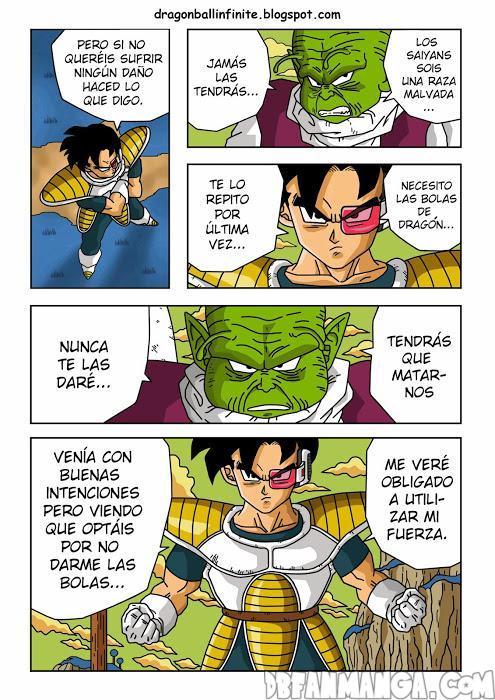 dragonballinfinite.blogspot.com
PERO SI NO
QUERÉIS SUFRIR
NINGÚN DAÑO
HACED LO
QUE DIGO.
JAMÁS
LAS
TENDRÁS...
LOS
SAIYANS
SOIS
UNA RAZA
MALVADA
...
TE LO
REPITO
POR
ÚLTIMA
VEZ...
NECESITO
LAS BOLAS
DE
DRAGÓN...
NUNCA
TE LAS
DARÉ...
TENDRÁS
QUE
MATAR-
NOS
VENÍA CON
BUENAS
INTENCIONES
PERO VIENDO
QUE OPTÁIS
POR NO
DARME LAS
BOLAS...
ME VERÉ
OBLIGADO
A UTILI-
ZAR MI
FUERZA.
DBFANMANGA.COM